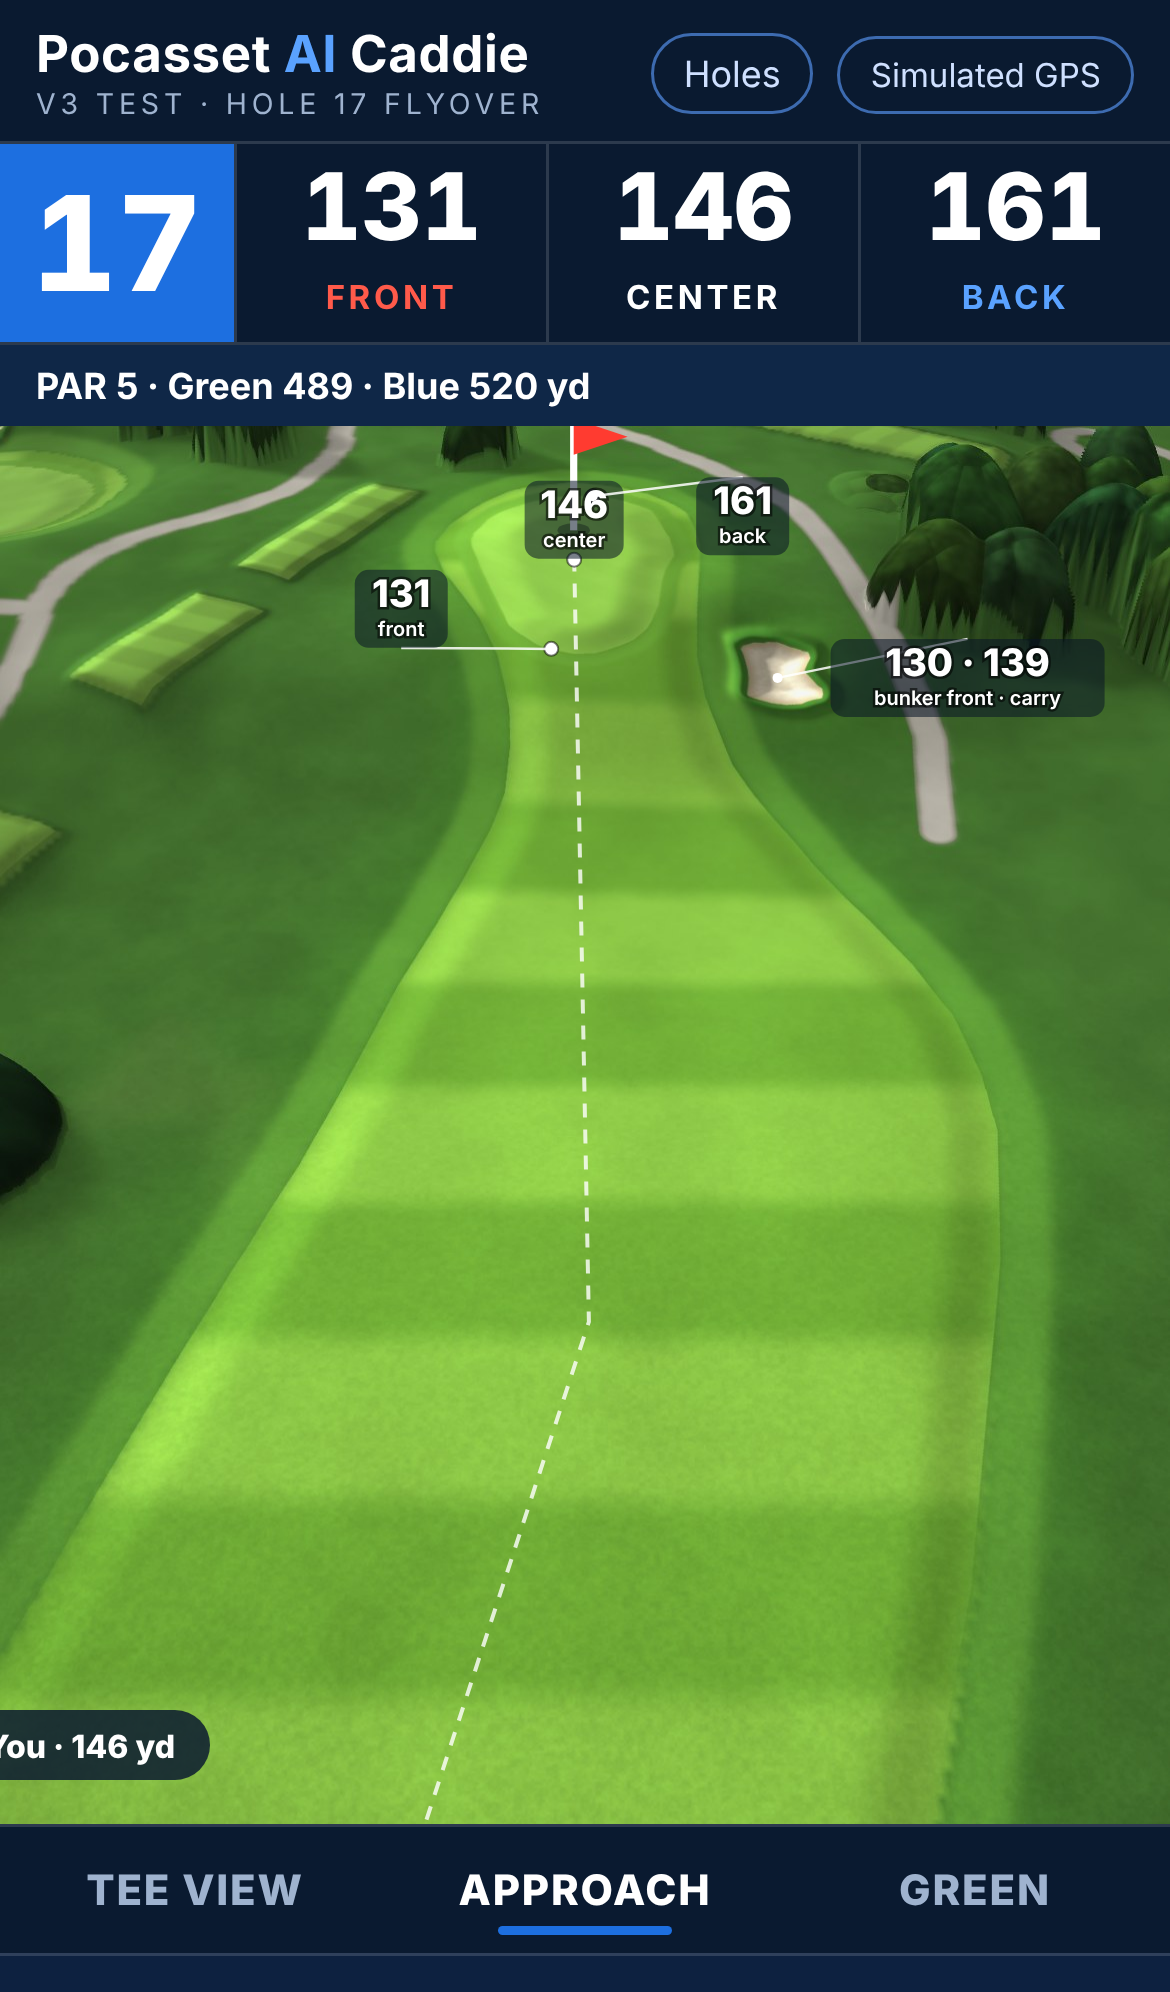 Pocasset AI Caddie
V3 TEST · HOLE 17 FLYOVER
Holes
Simulated GPS
17
131
FRONT
146
CENTER
161
BACK
PAR 5 · Green 489 · Blue 520 yd
146
center
161
back
131
front
130 · 139
bunker front · carry
You · 146 yd
TEE VIEW
APPROACH
GREEN